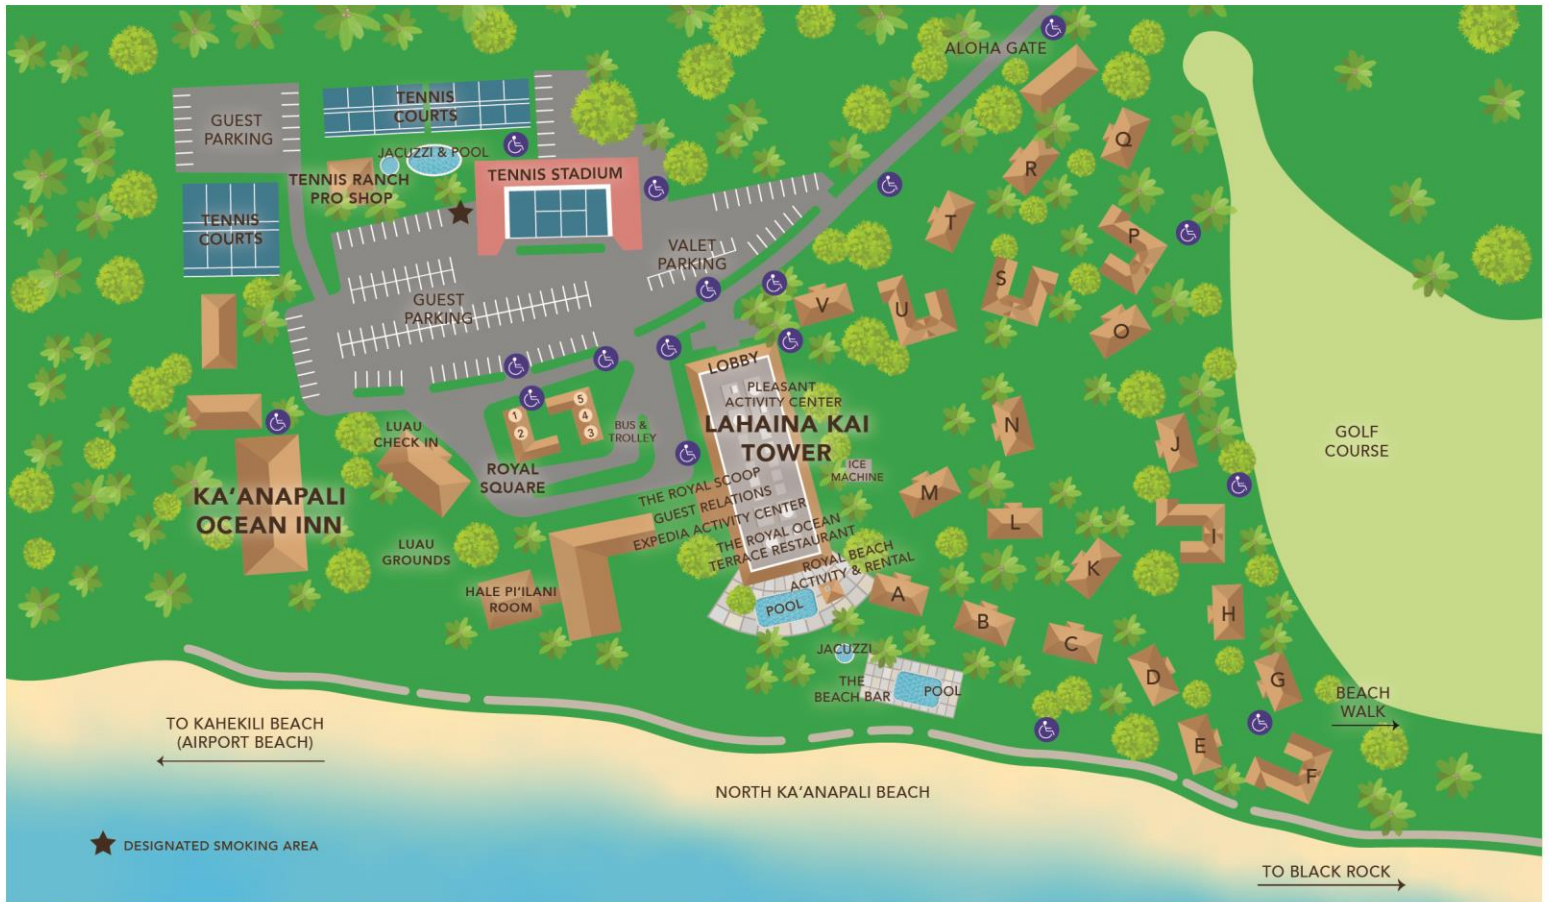 ALOHA GATE
GUEST
PARKING
TENNIS
COURTS
JACUZZI & POOL
TENNIS RANCH
PRO SHOP
TENNIS STADIUM
TENNIS
COURTS
VALET
PARKING
GUEST
PARKING
Q
R
T
P
S
V
U
O
LOBBY
PLEASANT
ACTIVITY CENTER
LAHAINA KAI
TOWER
1
2
5
4
3
BUS &
TROLLEY
LUAU
CHECK IN
ROYAL
SQUARE
ICE
MACHINE
N
J
GOLF
COURSE
M
L
I
KA'ANAPALI
OCEAN INN
THE ROYAL SCOOP
GUEST RELATIONS
EXPEDIA ACTIVITY CENTER
THE ROYAL OCEAN
TERRACE RESTAURANT
ROYAL BEACH
ACTIVITY & RENTAL
LUAU
GROUNDS
HALE PI'ILANI
ROOM
POOL
K
A
B
C
H
D
G
E
F
JACUZZI
THE
BEACH BAR
POOL
BEACH
WALK
TO KAHEKILI BEACH
(AIRPORT BEACH)
NORTH KA'ANAPALI BEACH
DESIGNATED SMOKING AREA
TO BLACK ROCK